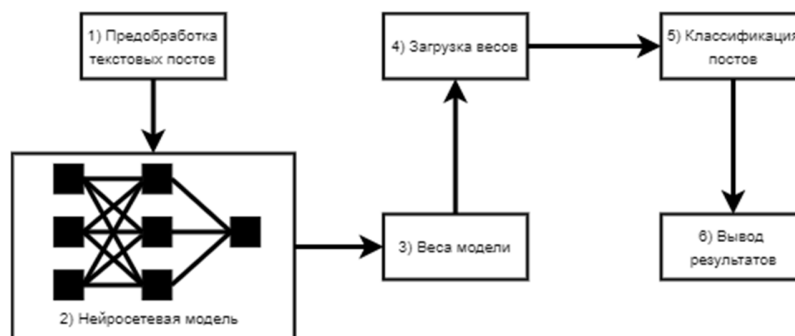 1) Предобработка
текстовых постов
2) Нейросетевая модель
3) Веса модели
4) Загрузка весов
5) Классификация
постов
6) Вывод
результатов